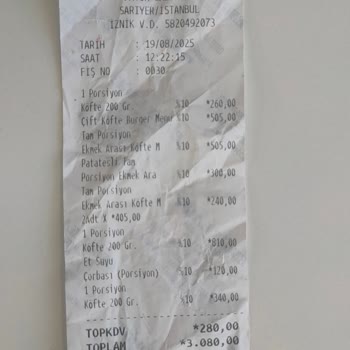 SARIYER/İSTANBUL
İZNİK V.D. 5820492073
TARİH : 19/08/2025
SAAT : 12:22:15
FİŞ NO : 0030
1 Porsiyon
Köfte 200 Gr. %10 *260,00
Çift Köfte Burger Menü %10 *505,00
Tam Porsiyon
Ekmek Arası Köfte M %10 *505,00
Patatesli Tam
Porsiyon Ekmek Ara %10 *300,00
Tam Porsiyon
Ekmek Arası Köfte M %10 *240,00
2Adt X *405,00
1 Porsiyon
Köfte 200 Gr. %10 *810,00
Et Suyu
Çorbası (Porsiyon) %10 *120,00
1 Porsiyon
Köfte 200 Gr. %10 *340,00
TOPKDV *280,00
TOPLAM *3.080,00